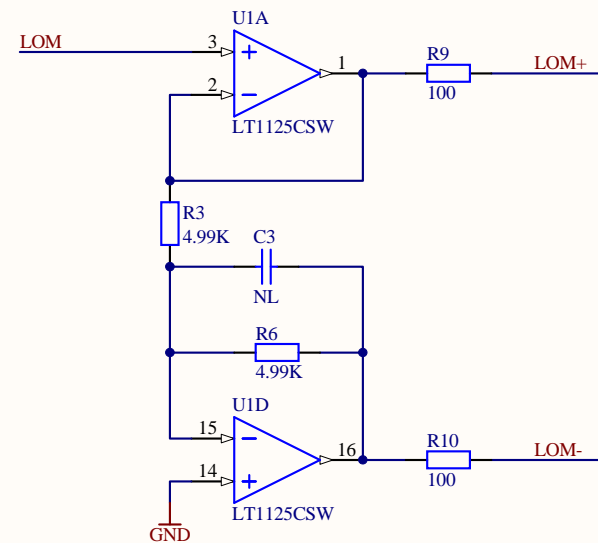 U1A
LOM
3
1
R9
LOM+
2
100
LT1125CSW
R3
4.99K
C3
NL
R6
4.99K
U1D
15
16
R10
LOM-
14
100
LT1125CSW
GND